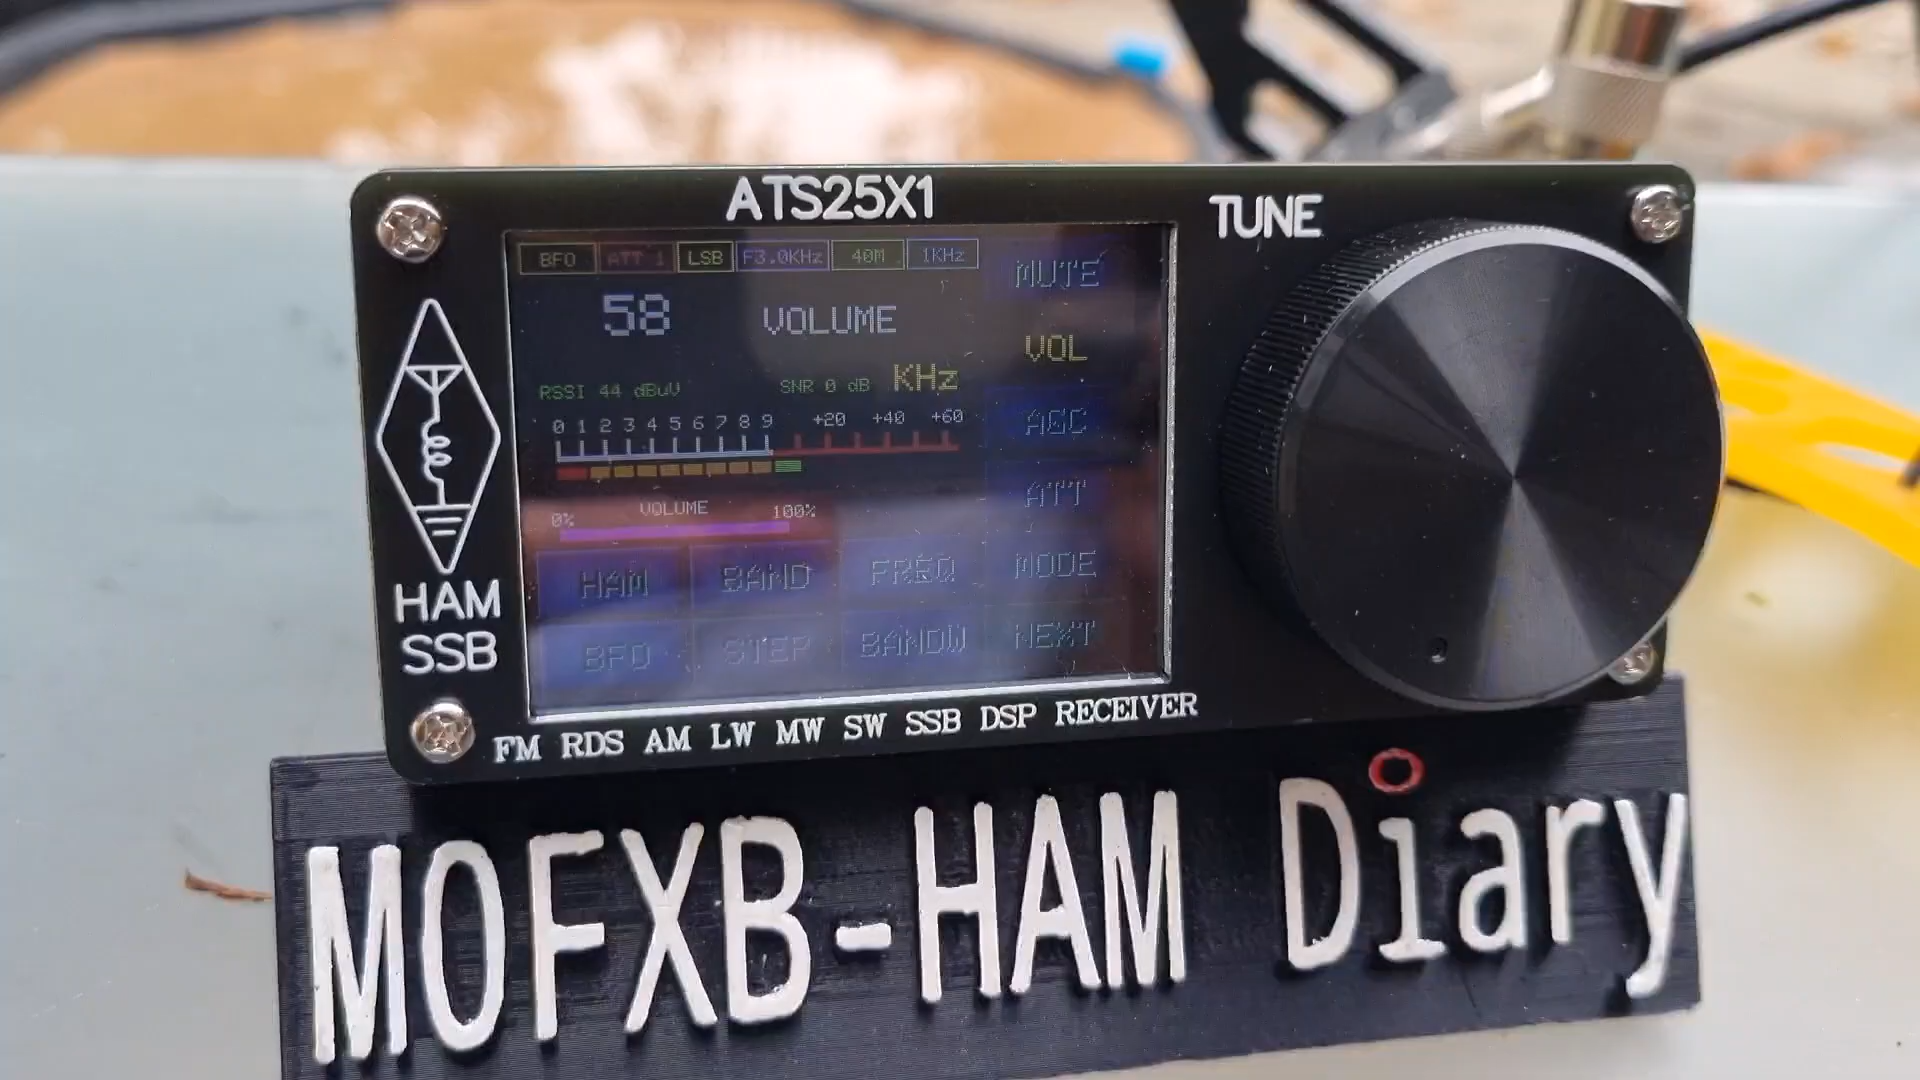 ATS25X1
TUNE
BFO ATT 1 LSB F3.0KHz 40M 1KHz
MUTE
58 VOLUME
VOL
RSSI 44 dBuV SNR 0 dB KHz
AGC
0 1 2 3 4 5 6 7 8 9 +20 +40 +60
ATT
0% VOLUME 100%
HAM BAND FREQ MODE
BFO STEP BANDW NEXT
HAM
SSB
FM RDS AM LW MW SW SSB DSP RECEIVER
MOFXB-HAM Diary